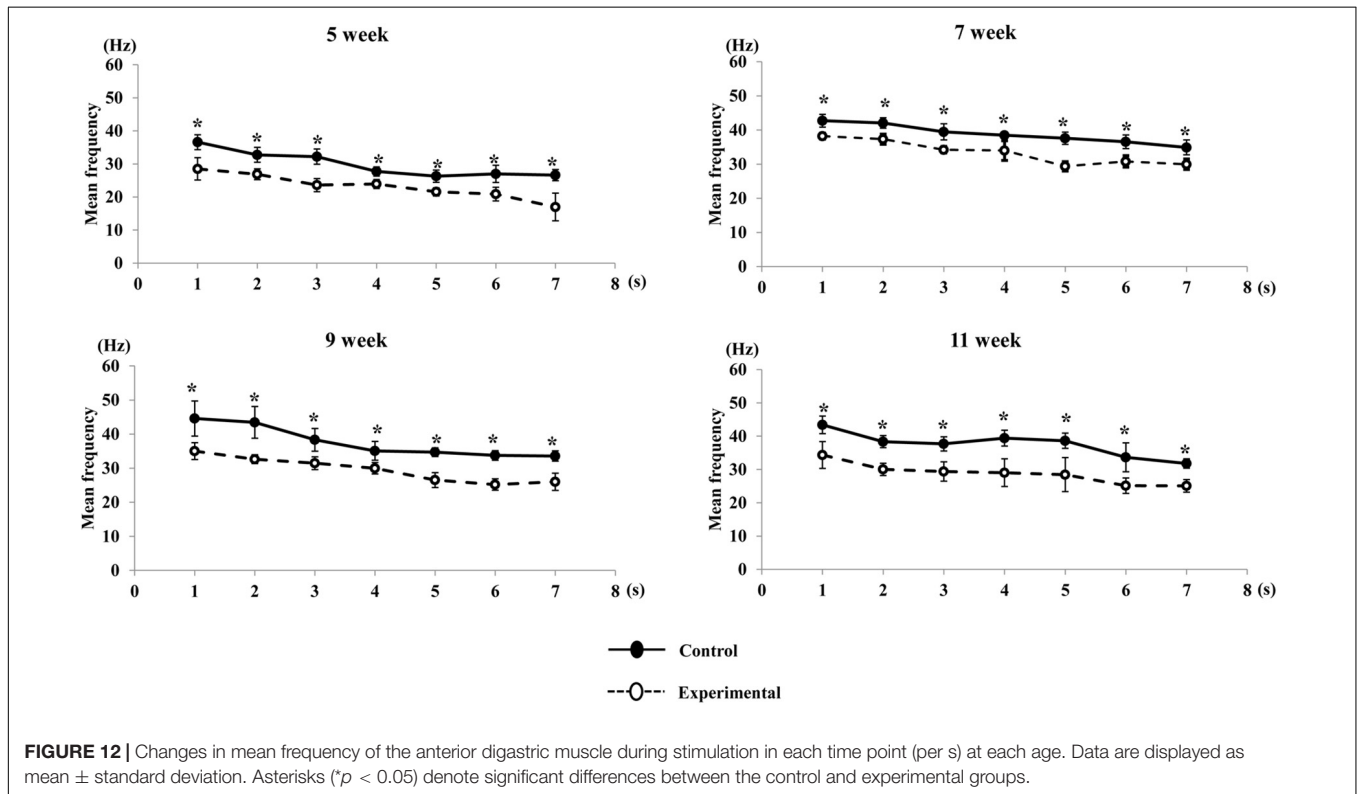 5 week
(Hz)
Mean frequency
60
50
40
30
20
10
0
* * * * * * *
0 1 2 3 4 5 6 7 8 (s)
7 week
(Hz)
Mean frequency
60
50
40
30
20
10
0
* * * * * * *
0 1 2 3 4 5 6 7 8 (s)
9 week
(Hz)
Mean frequency
60
50
40
30
20
10
0
* * * * * * *
0 1 2 3 4 5 6 7 8 (s)
11 week
(Hz)
Mean frequency
60
50
40
30
20
10
0
* * * * * * *
0 1 2 3 4 5 6 7 8 (s)
Control
Experimental
FIGURE 12 | Changes in mean frequency of the anterior digastric muscle during stimulation in each time point (per s) at each age. Data are displayed as
mean ± standard deviation. Asterisks (*p < 0.05) denote significant differences between the control and experimental groups.